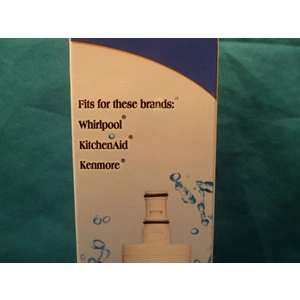 Fits for these brands:
Whirlpool®
KitchenAid®
Kenmore®